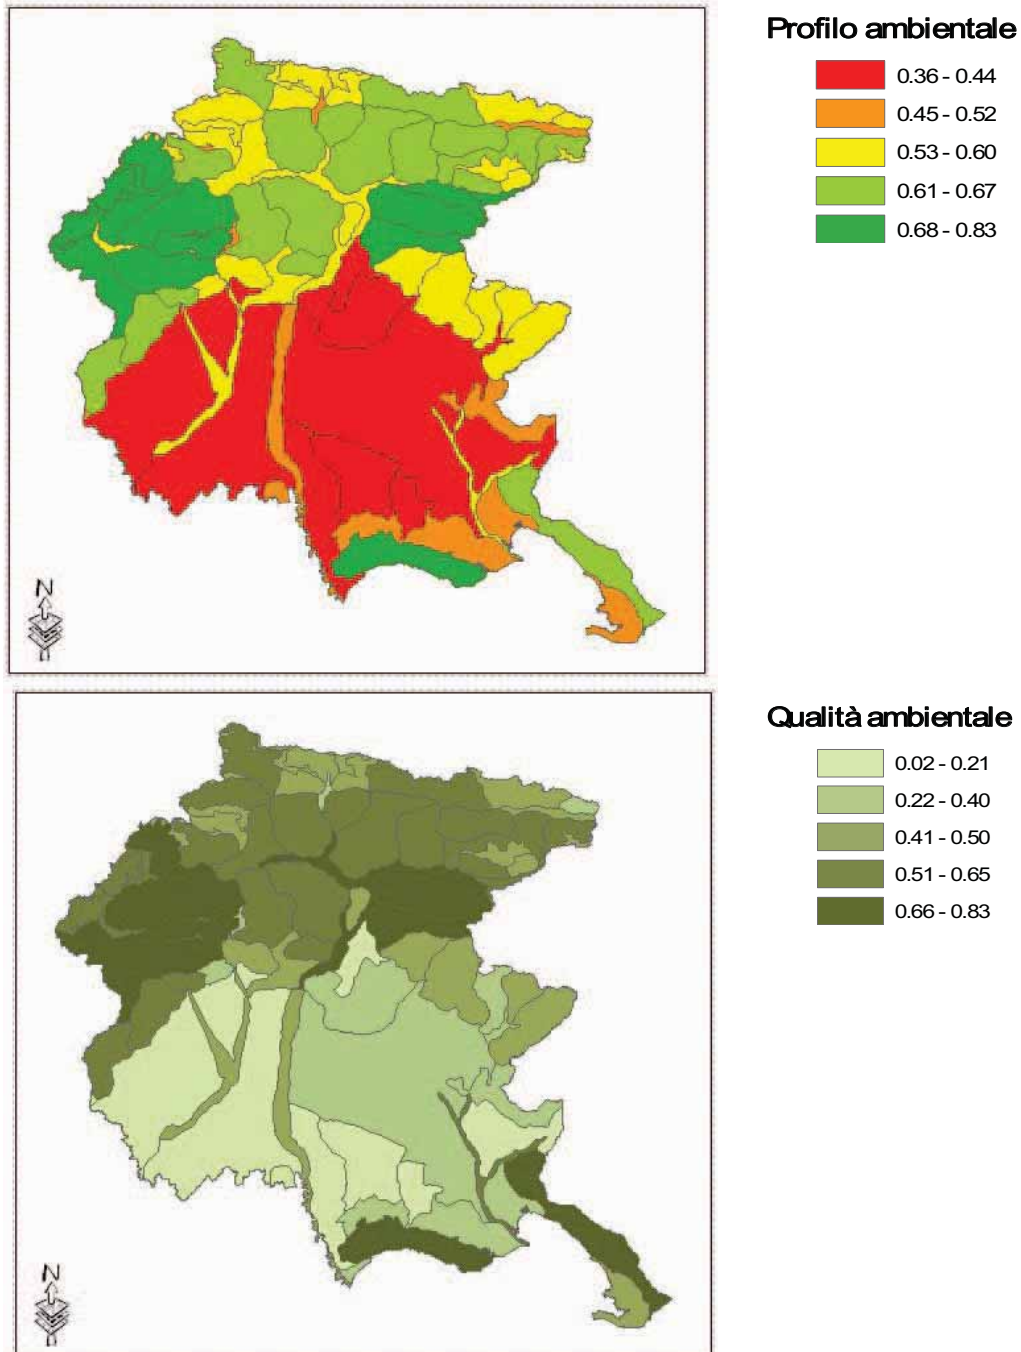 Profilo ambientale
0.36 - 0.44
0.45 - 0.52
0.53 - 0.60
0.61 - 0.67
0.68 - 0.83
N
Qualità ambientale
0.02 - 0.21
0.22 - 0.40
0.41 - 0.50
0.51 - 0.65
0.66 - 0.83
N